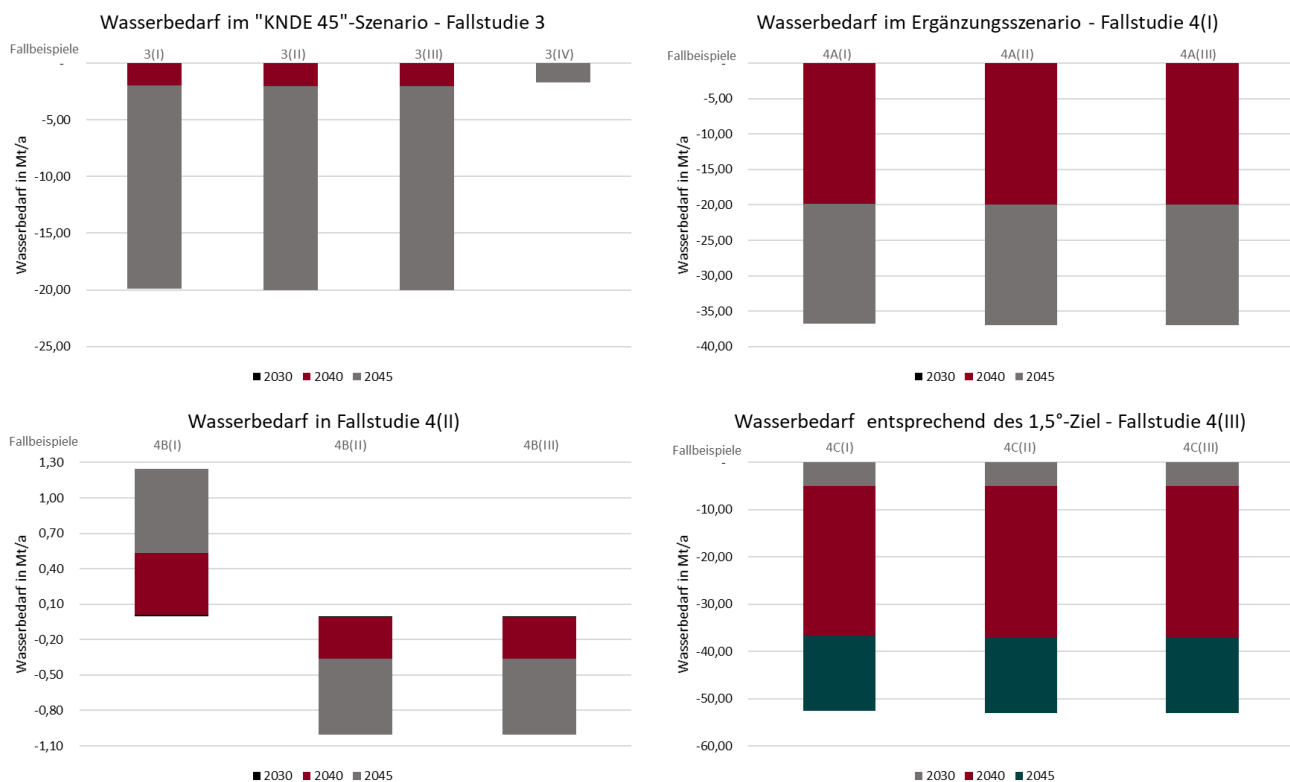 Wasserbedarf im "KNDE 45"-Szenario - Fallstudie 3
Fallbeispiele
3(I) 3(II) 3(III) 3(IV)
-
-5,00
-10,00
-15,00
-20,00
-25,00
Wasserbedarf in Mt/a
2030 2040 2045
Wasserbedarf im Ergänzungsszenario - Fallstudie 4(I)
Fallbeispiele
4A(I) 4A(II) 4A(III)
-
-5,00
-10,00
-15,00
-20,00
-25,00
-30,00
-35,00
-40,00
Wasserbedarf in Mt/a
2030 2040 2045
Wasserbedarf in Fallstudie 4(II)
Fallbeispiele
4B(I) 4B(II) 4B(III)
1,30
1,00
0,70
0,40
0,10
-0,20
-0,50
-0,80
-1,10
Wasserbedarf in Mt/a
2030 2040 2045
Wasserbedarf entsprechend des 1,5°-Ziel - Fallstudie 4(III)
Fallbeispiele
4C(I) 4C(II) 4C(III)
-
-10,00
-20,00
-30,00
-40,00
-50,00
-60,00
Wasserbedarf in Mt/a
2030 2040 2045